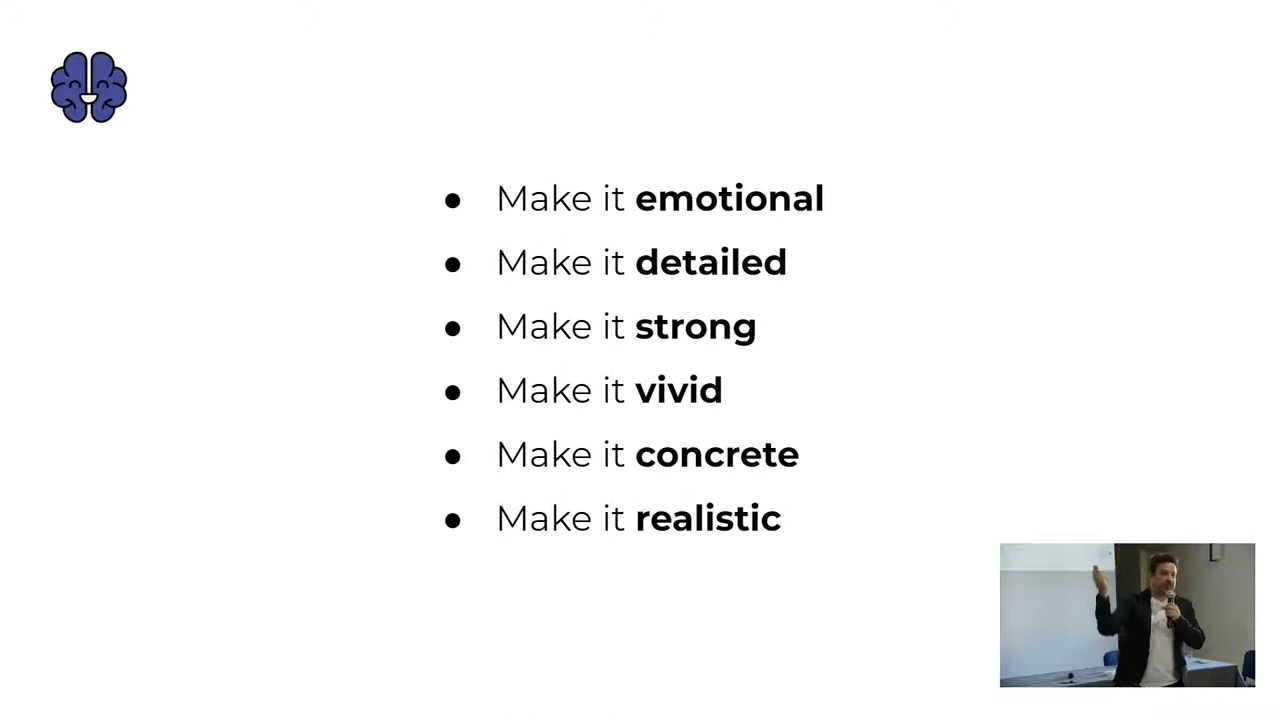 ● Make it emotional
● Make it detailed
● Make it strong
● Make it vivid
● Make it concrete
● Make it realistic